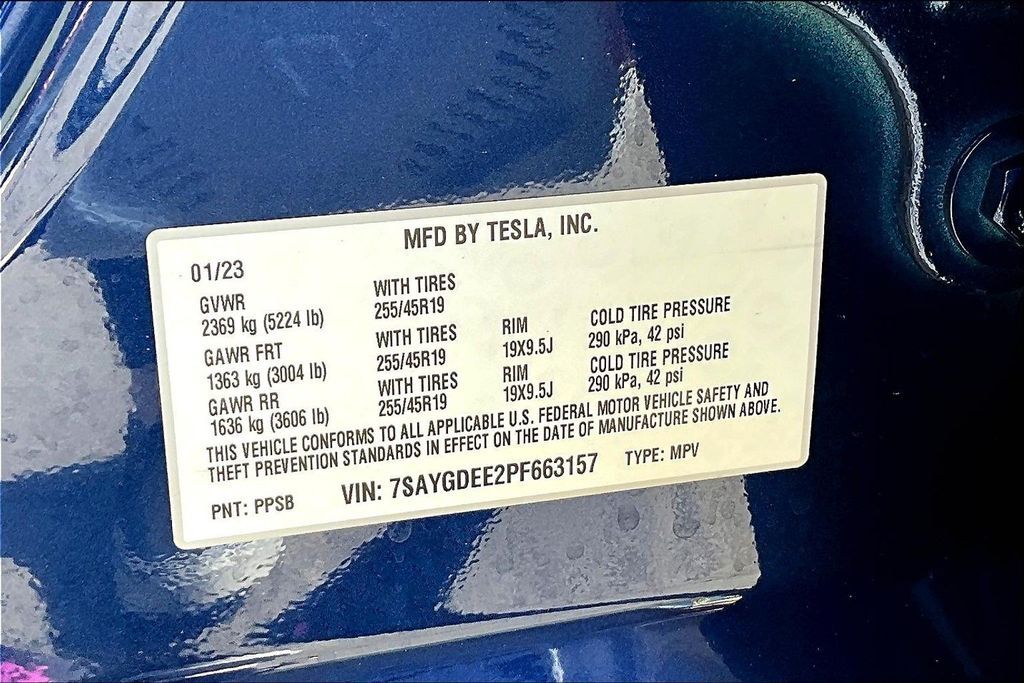 MFD BY TESLA, INC.
01/23
GVWR WITH TIRES
2369 kg (5224 lb) 255/45R19
GAWR FRT WITH TIRES RIM COLD TIRE PRESSURE
1363 kg (3004 lb) 255/45R19 19X9.5J 290 kPa, 42 psi
GAWR RR WITH TIRES RIM COLD TIRE PRESSURE
1636 kg (3606 lb) 255/45R19 19X9.5J 290 kPa, 42 psi
THIS VEHICLE CONFORMS TO ALL APPLICABLE U.S. FEDERAL MOTOR VEHICLE SAFETY AND
THEFT PREVENTION STANDARDS IN EFFECT ON THE DATE OF MANUFACTURE SHOWN ABOVE.
PNT: PPSB VIN: 7SAYGDEE2PF663157 TYPE: MPV